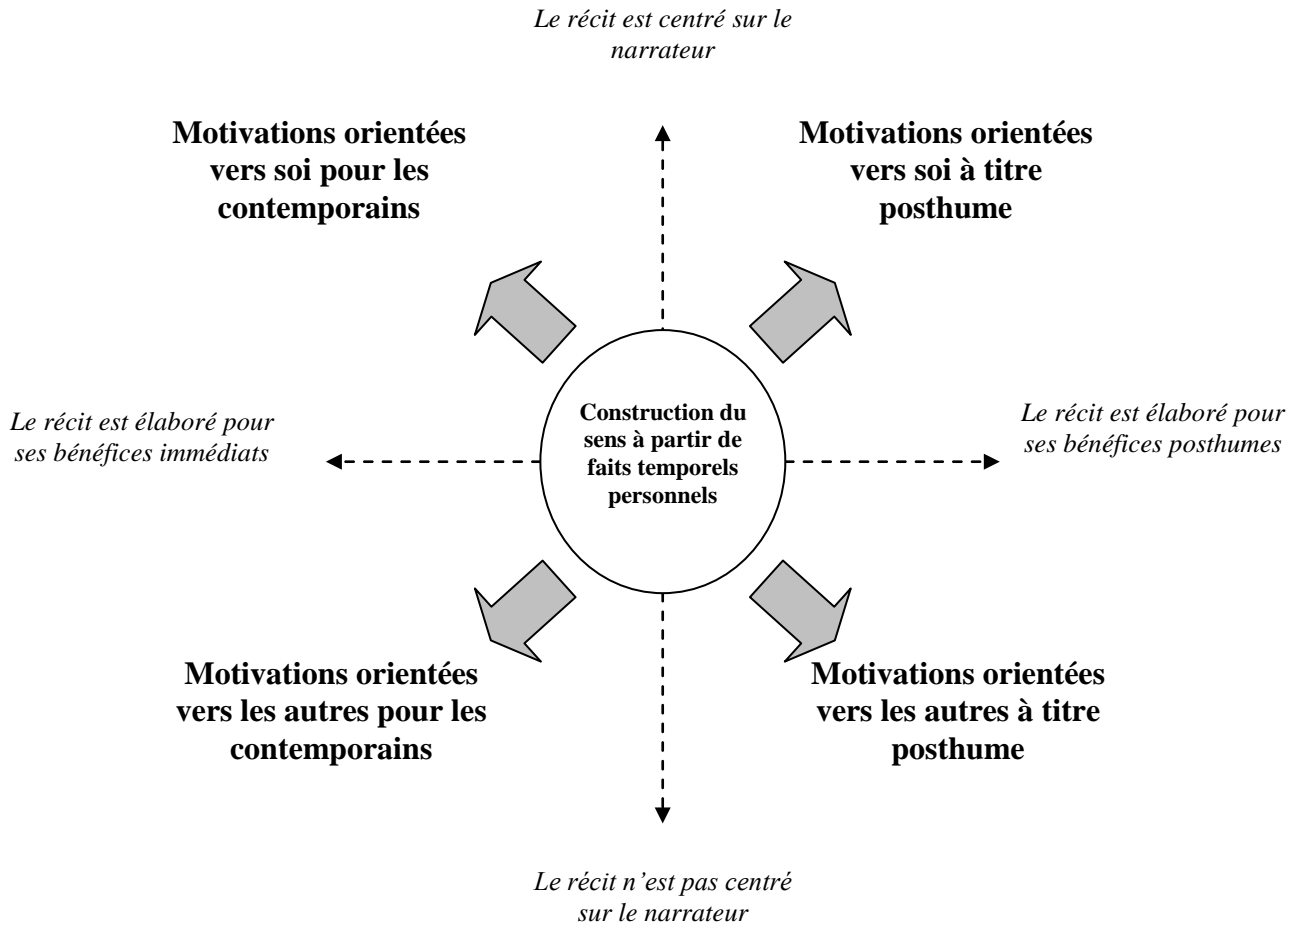 Le récit est centré sur le
narrateur
Motivations orientées
vers soi pour les
contemporains
Motivations orientées
vers soi à titre
posthume
Le récit est élaboré pour
ses bénéfices immédiats
Construction du
sens à partir de
faits temporels
personnels
Le récit est élaboré pour
ses bénéfices posthumes
Motivations orientées
vers les autres pour les
contemporains
Motivations orientées
vers les autres à titre
posthume
Le récit n’est pas centré
sur le narrateur